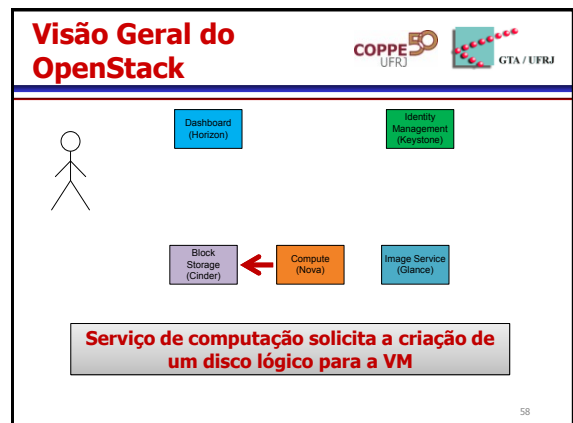 Visão Geral do
OpenStack
COPPE 50
UFRJ
GTA / UFRJ
Dashboard
(Horizon)
Identity
Management
(Keystone)
Block
Storage
(Cinder)
Compute
(Nova)
Image Service
(Glance)
Serviço de computação solicita a criação de
um disco lógico para a VM
58